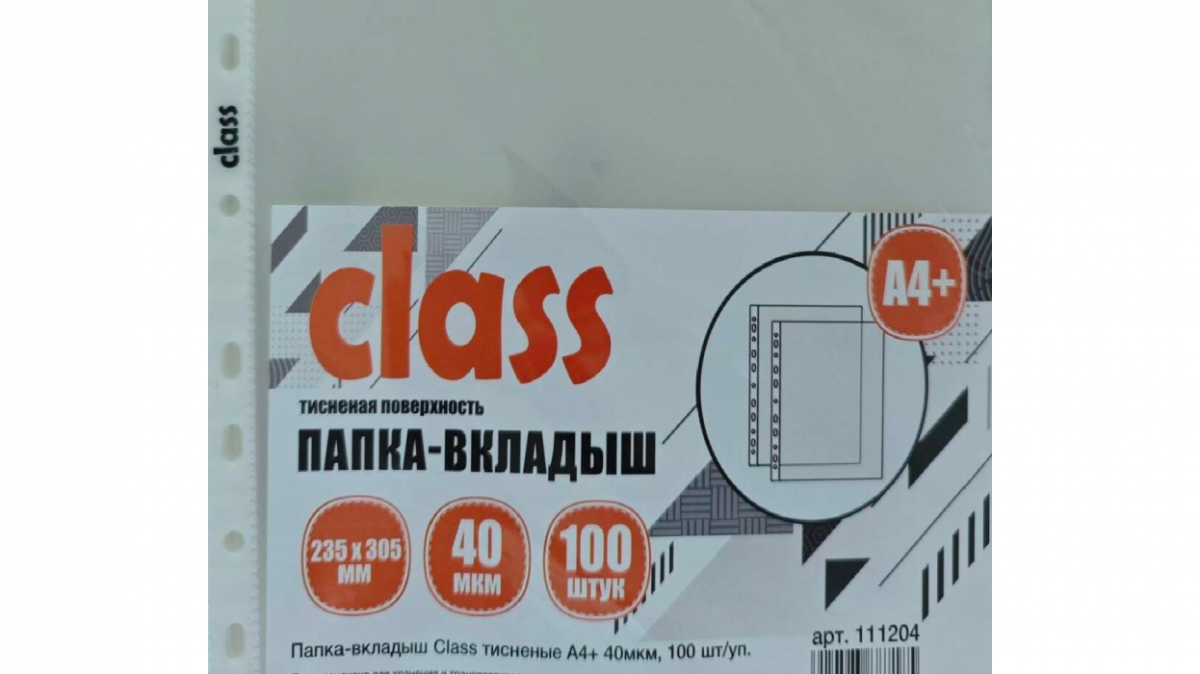 class
class
A4+
тисненая поверхность
ПАПКА-ВКЛАДЫШ
235 х 305
ММ
40
МКМ
100
ШТУК
арт. 111204
Папка-вкладыш Class тисненые А4+ 40мкм, 100 шт/уп.